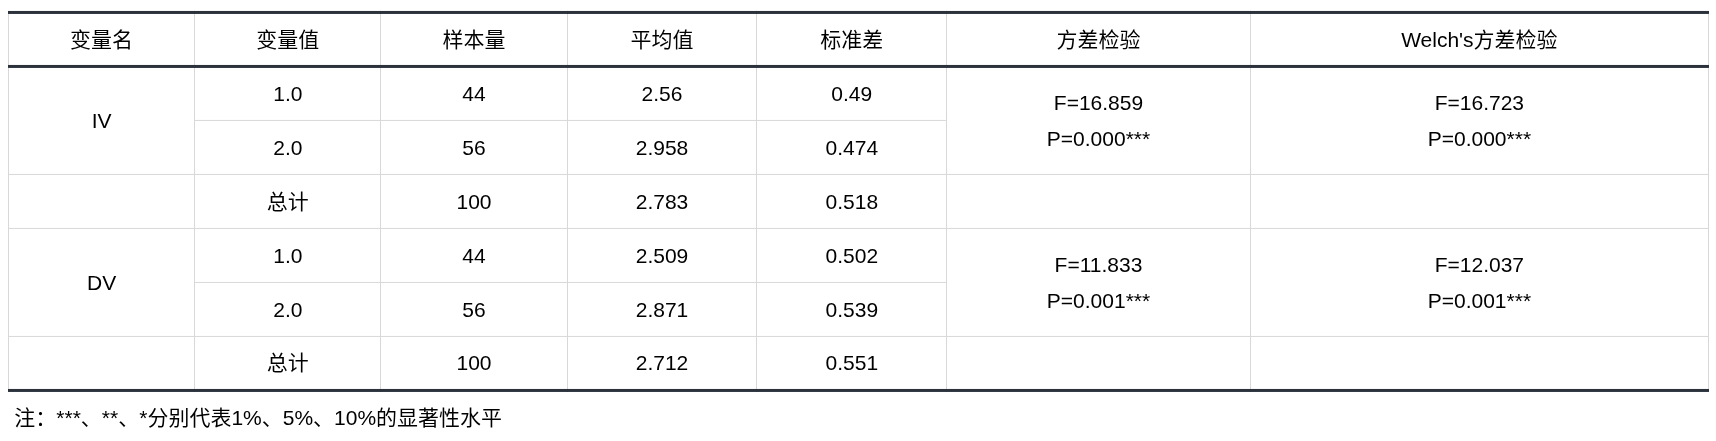 变量名 变量值 样本量 平均值 标准差 方差检验 Welch's方差检验
IV 1.0 44 2.56 0.49 F=16.859 P=0.000*** F=16.723 P=0.000***
2.0 56 2.958 0.474
总计 100 2.783 0.518
DV 1.0 44 2.509 0.502 F=11.833 P=0.001*** F=12.037 P=0.001***
2.0 56 2.871 0.539
总计 100 2.712 0.551
注：***、**、*分别代表1%、5%、10%的显著性水平